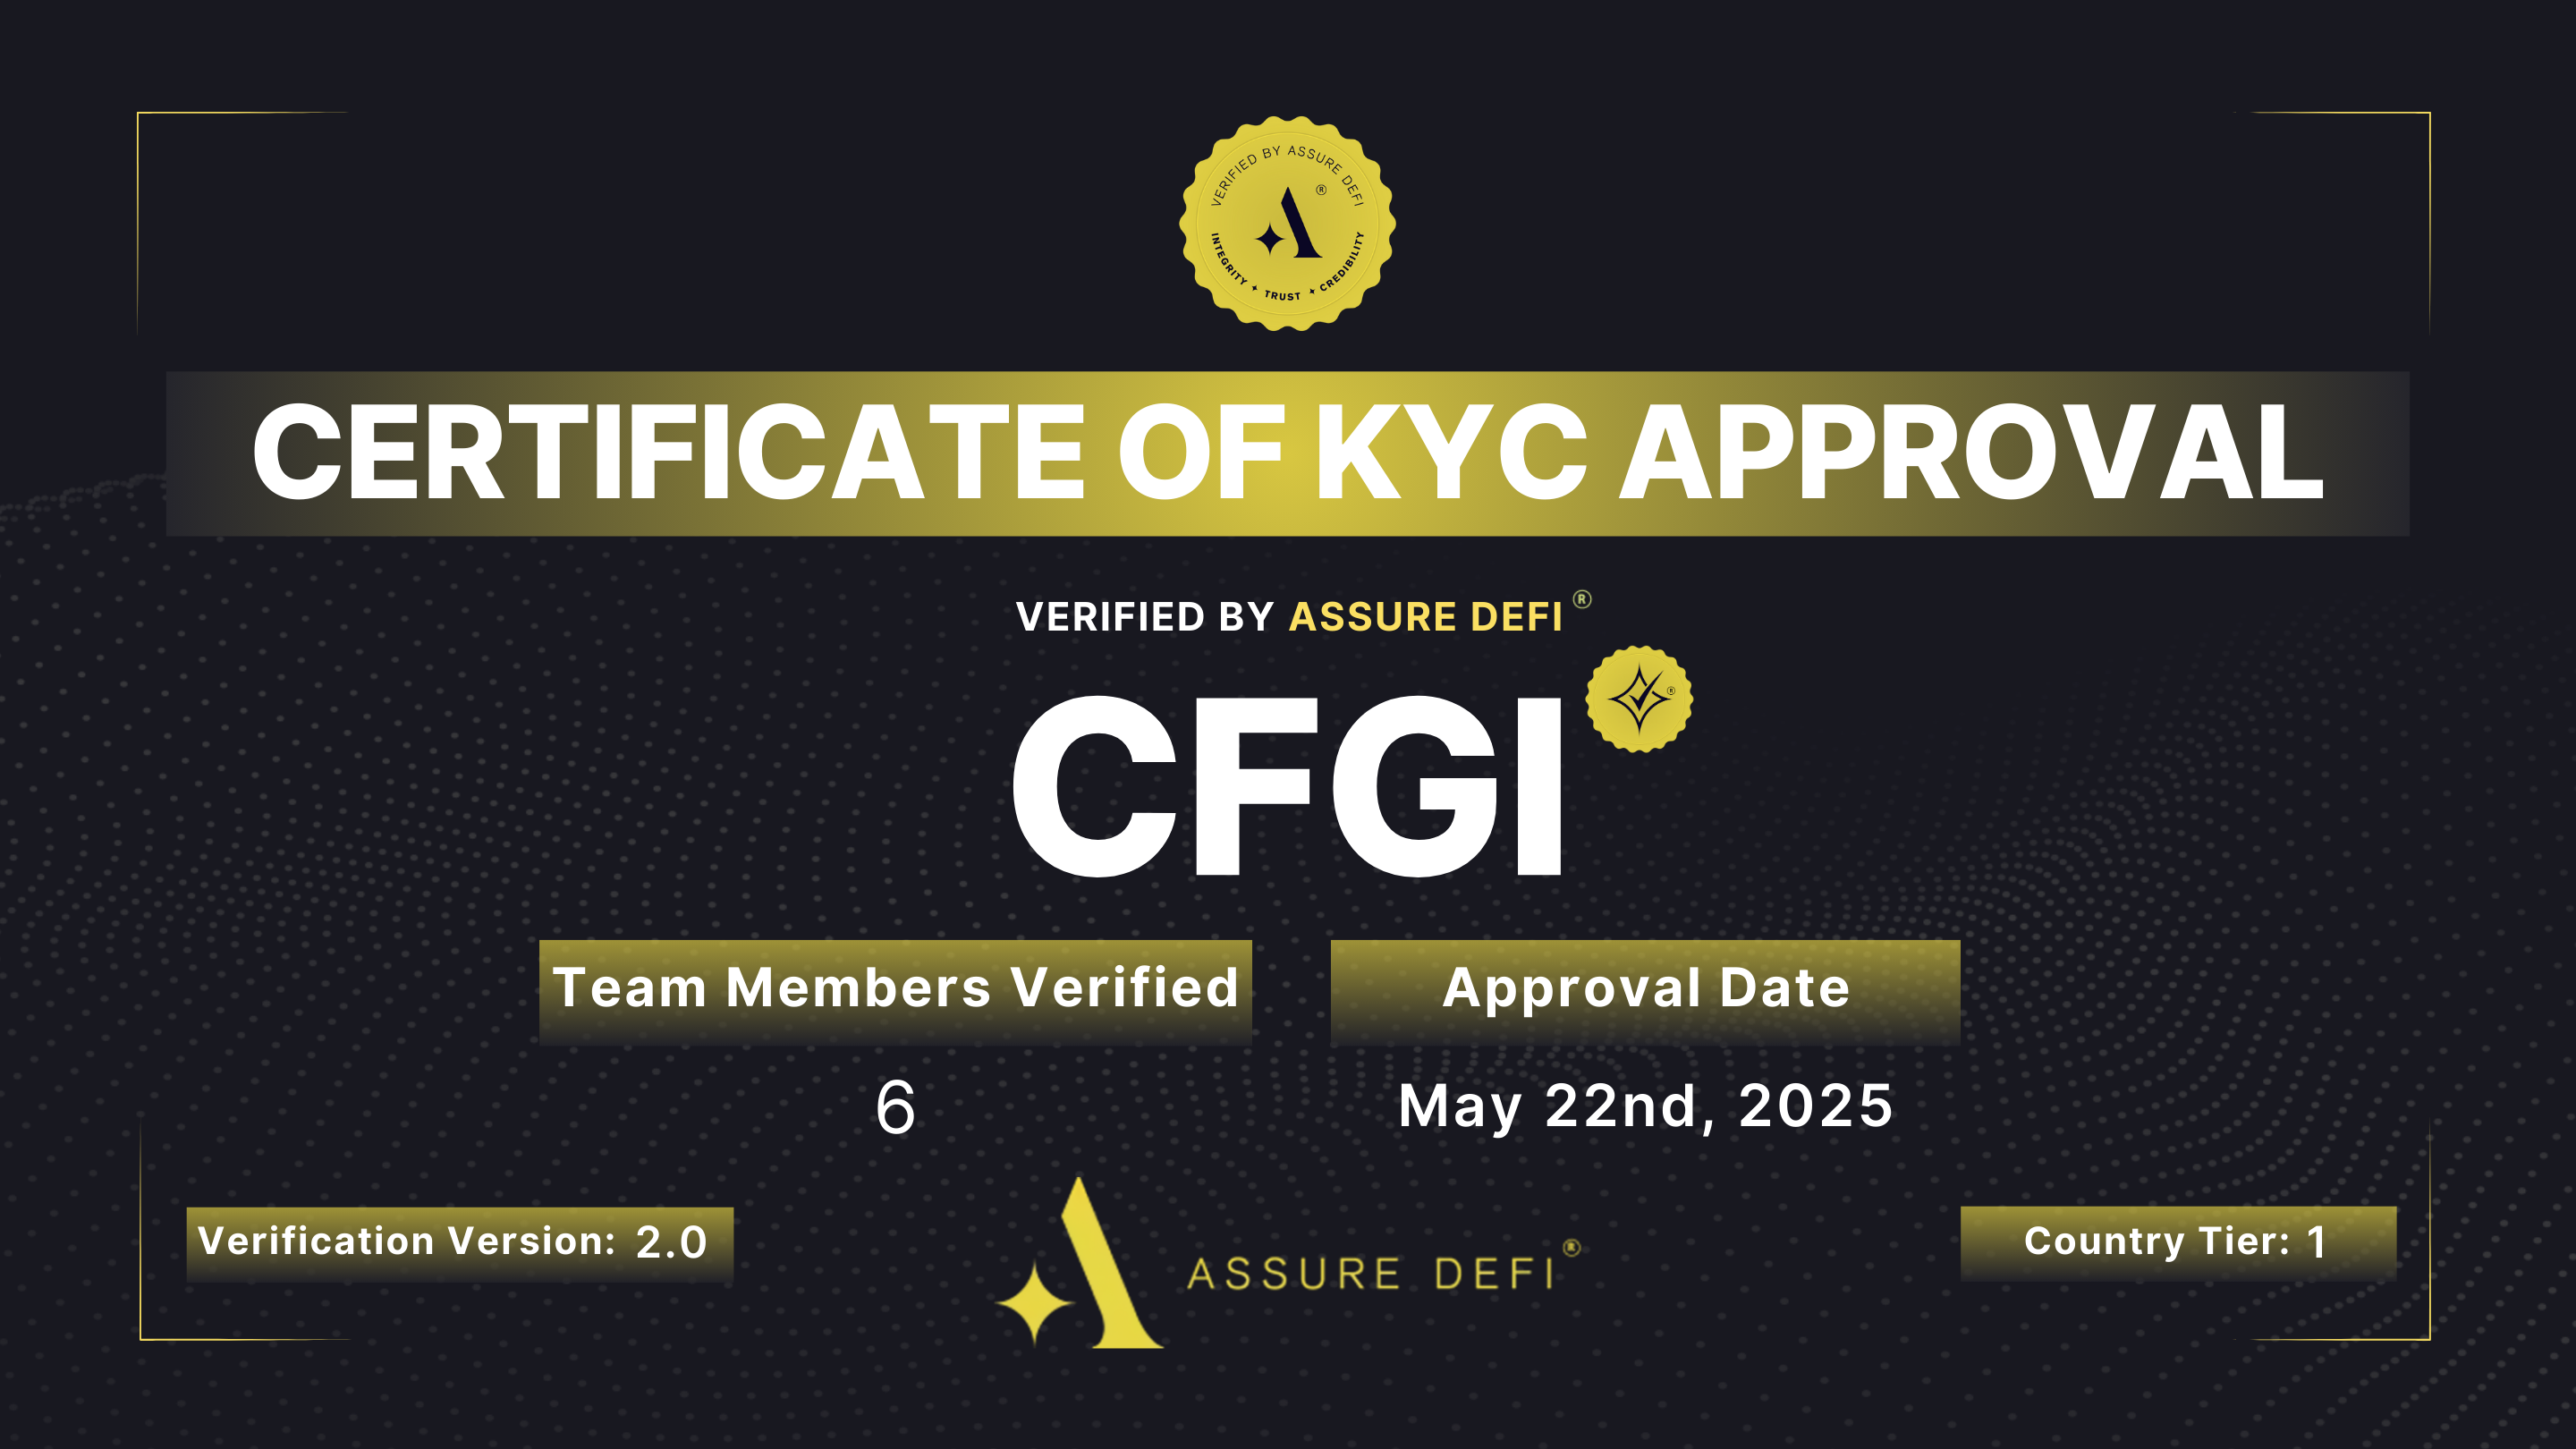 VERIFIED BY ASSURE DEFI
®
INTEGRITY ✦ TRUST ✦ CREDIBILITY
CERTIFICATE OF KYC APPROVAL
VERIFIED BY ASSURE DEFI®
CFGI
®
Team Members Verified
Approval Date
6
May 22nd, 2025
Verification Version: 2.0
ASSURE DEFI®
Country Tier: 1